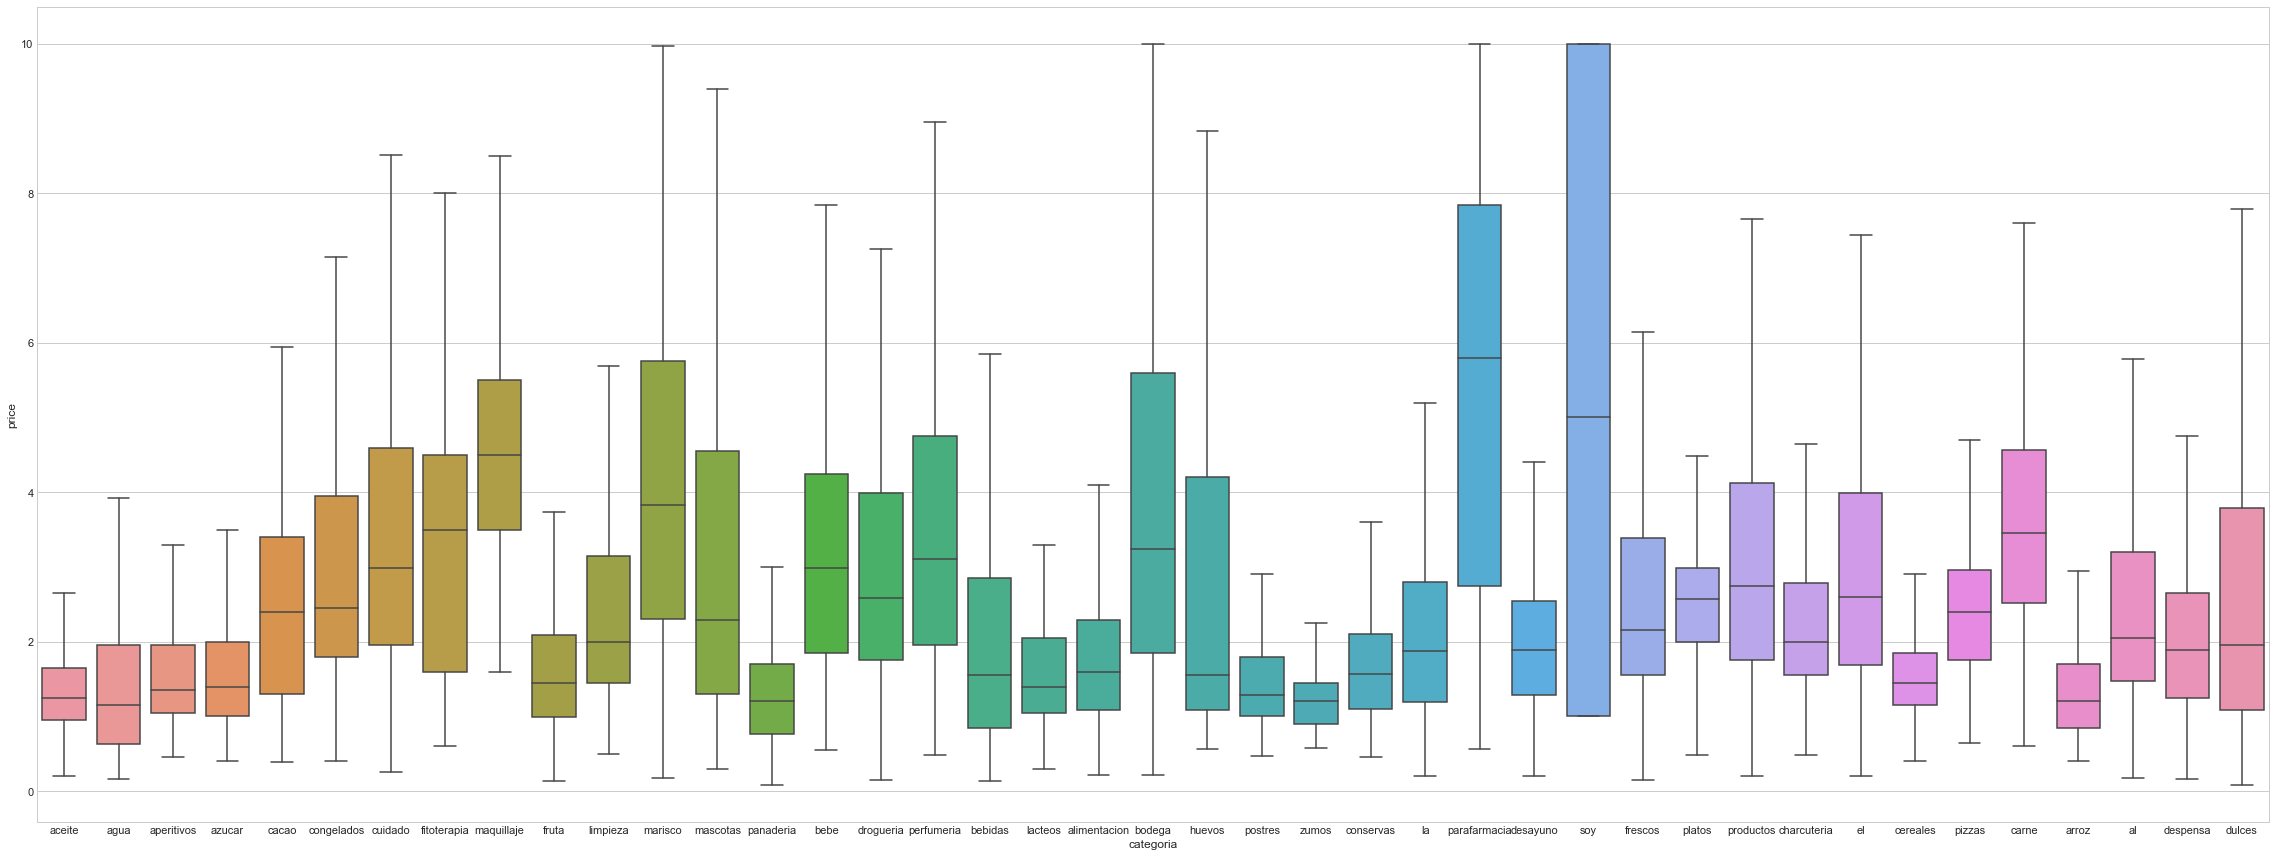 price
10
8
6
4
2
0
aceite agua aperitivos azucar cacao congelados cuidado fitoterapia maquillaje fruta limpieza marisco mascotas panaderia bebe drogueria perfumeria bebidas lacteos alimentacion bodega huevos postres zumos conservas la parafarmacia desayuno soy frescos platos productos charcuteria el cereales pizzas carne arroz al despensa dulces
categoria